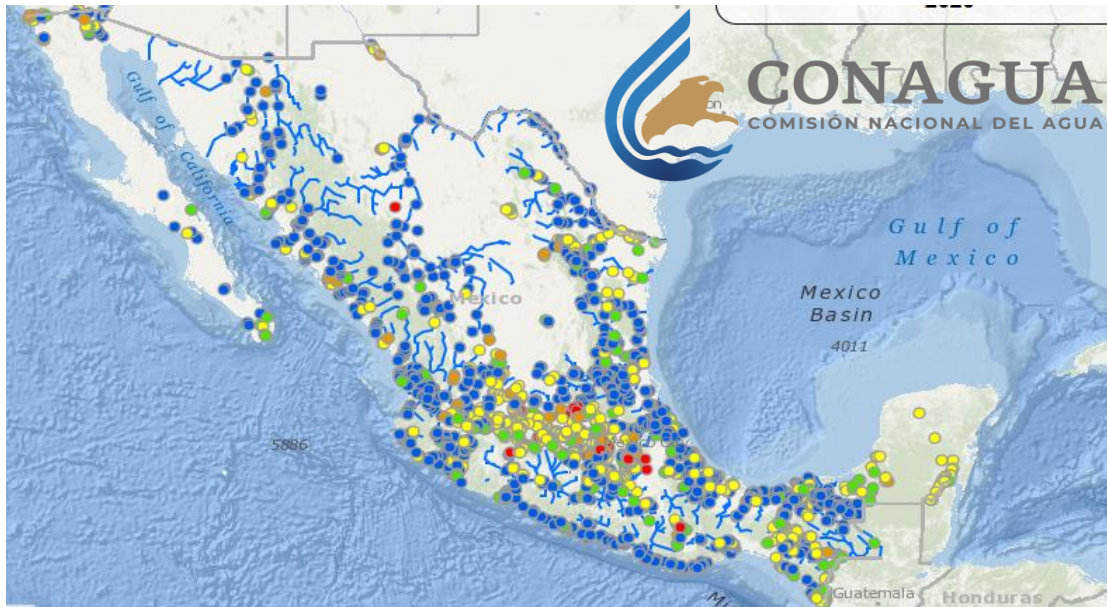 CONAGUA
COMISIÓN NACIONAL DEL AGUA
Gulf of
California
Gulf of
Mexico
Mexico
Basin
4011
Mexico
5886
Guatemala
Honduras